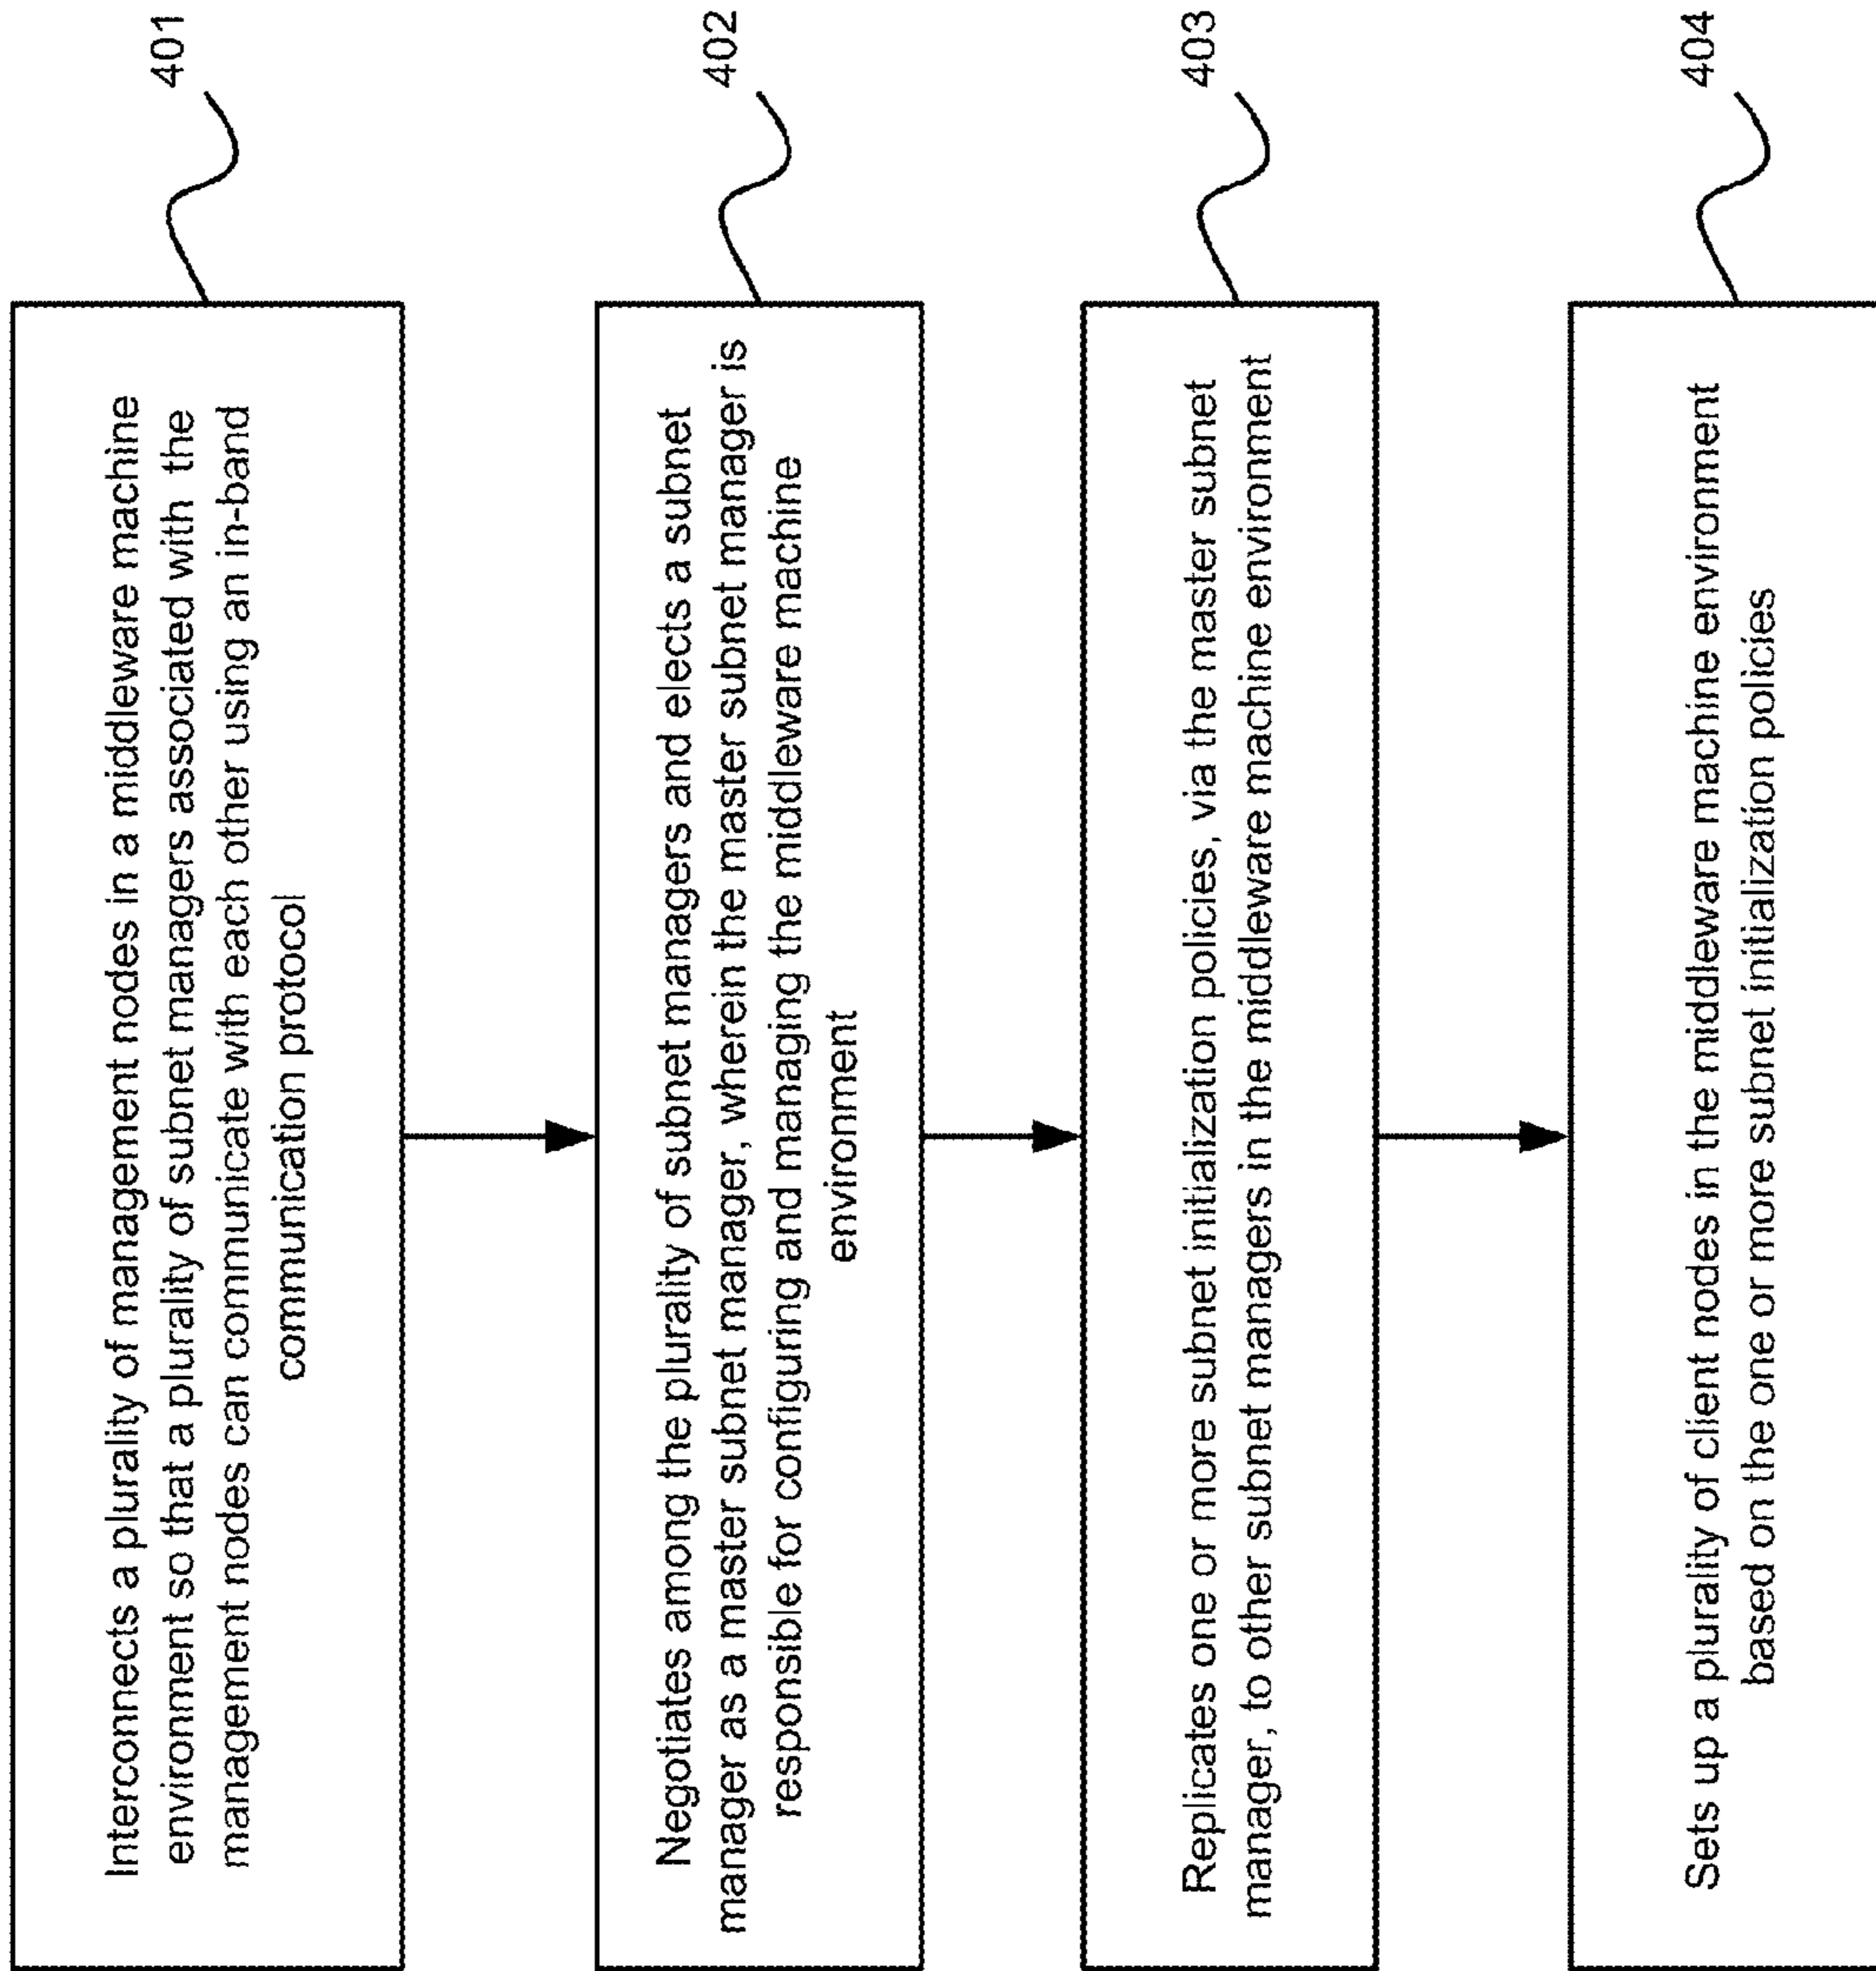 Interconnects a plurality of management nodes in a middleware machine
environment so that a plurality of subnet managers associated with the
management nodes can communicate with each other using an in-band
communication protocol
401
Negotiates among the plurality of subnet managers and elects a subnet
manager as a master subnet manager, wherein the master subnet manager is
responsible for configuring and managing the middleware machine
environment
402
Replicates one or more subnet initialization policies, via the master subnet
manager, to other subnet managers in the middleware machine environment
403
Sets up a plurality of client nodes in the middleware machine environment
based on the one or more subnet initialization policies
404